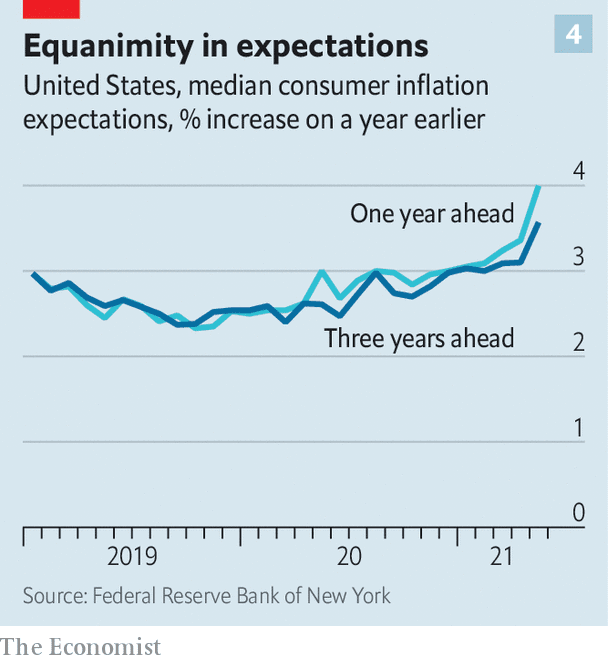 Equanimity in expectations
4
United States, median consumer inflation
expectations, % increase on a year earlier
4
One year ahead
3
Three years ahead
2
1
0
2019
20
21
Source: Federal Reserve Bank of New York
The Economist